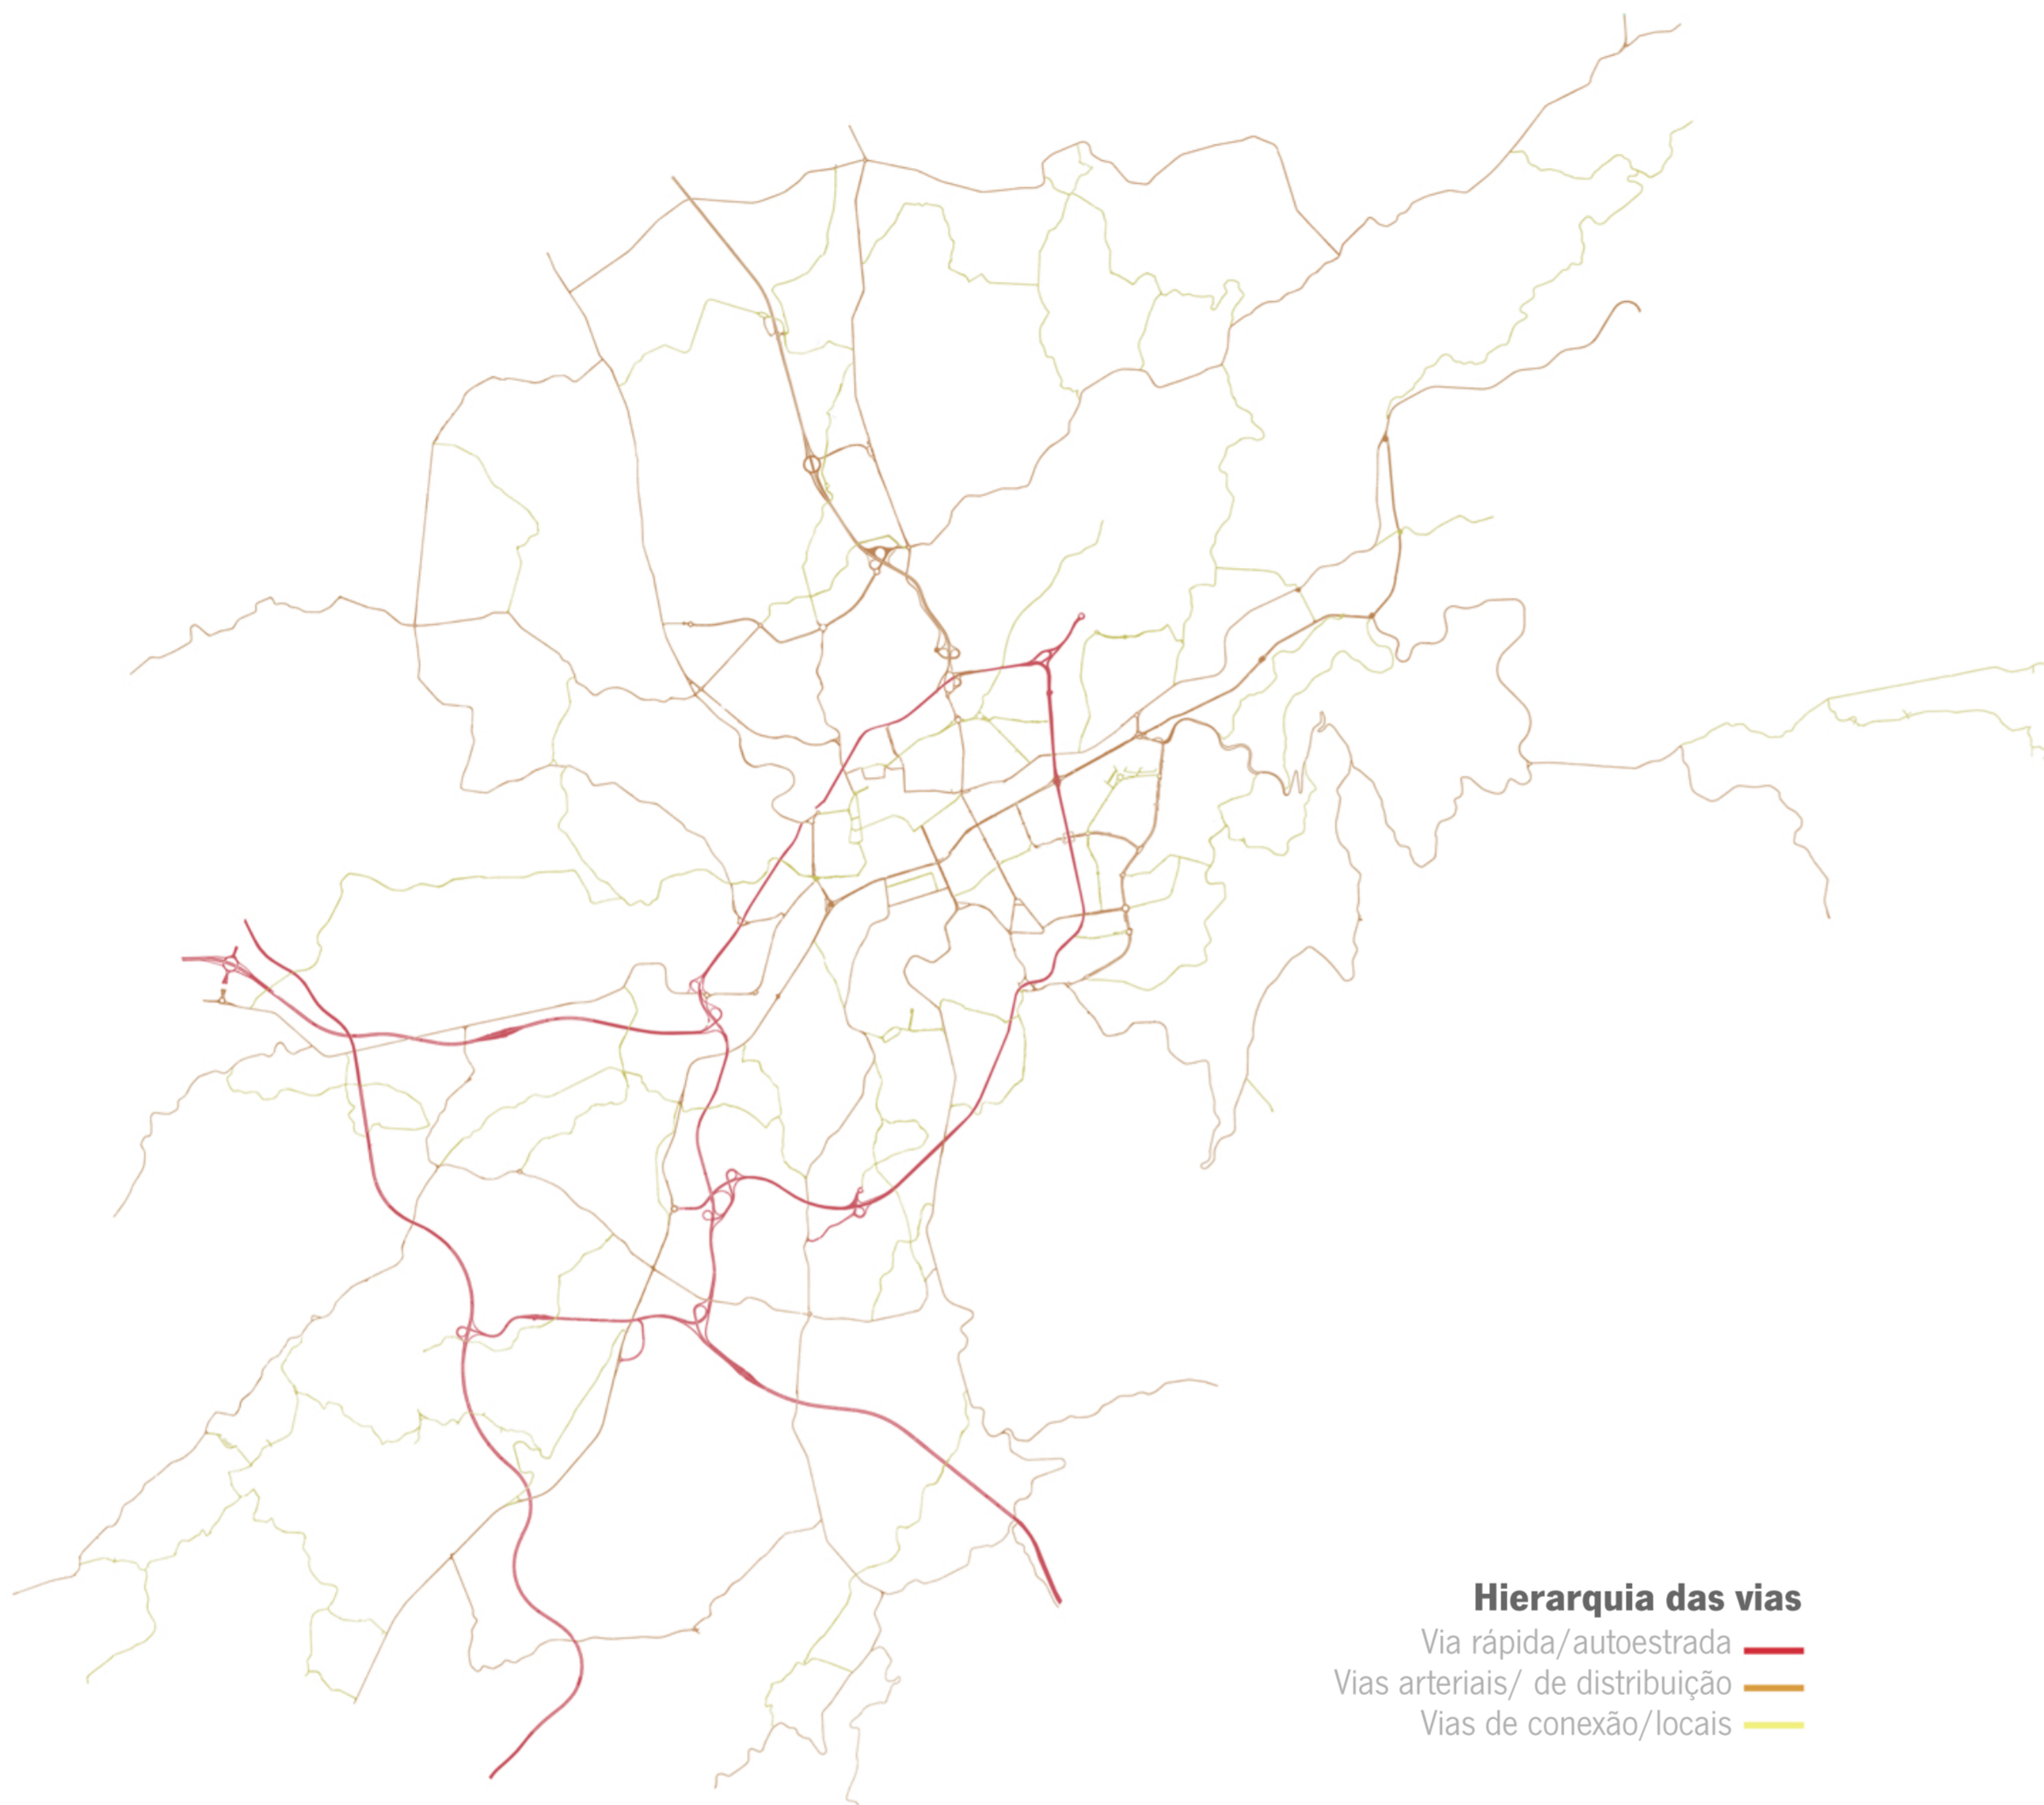 Hierarquia das vias
Via rápida/autoestrada
Vias arteriais/ de distribuição
Vias de conexão/locais